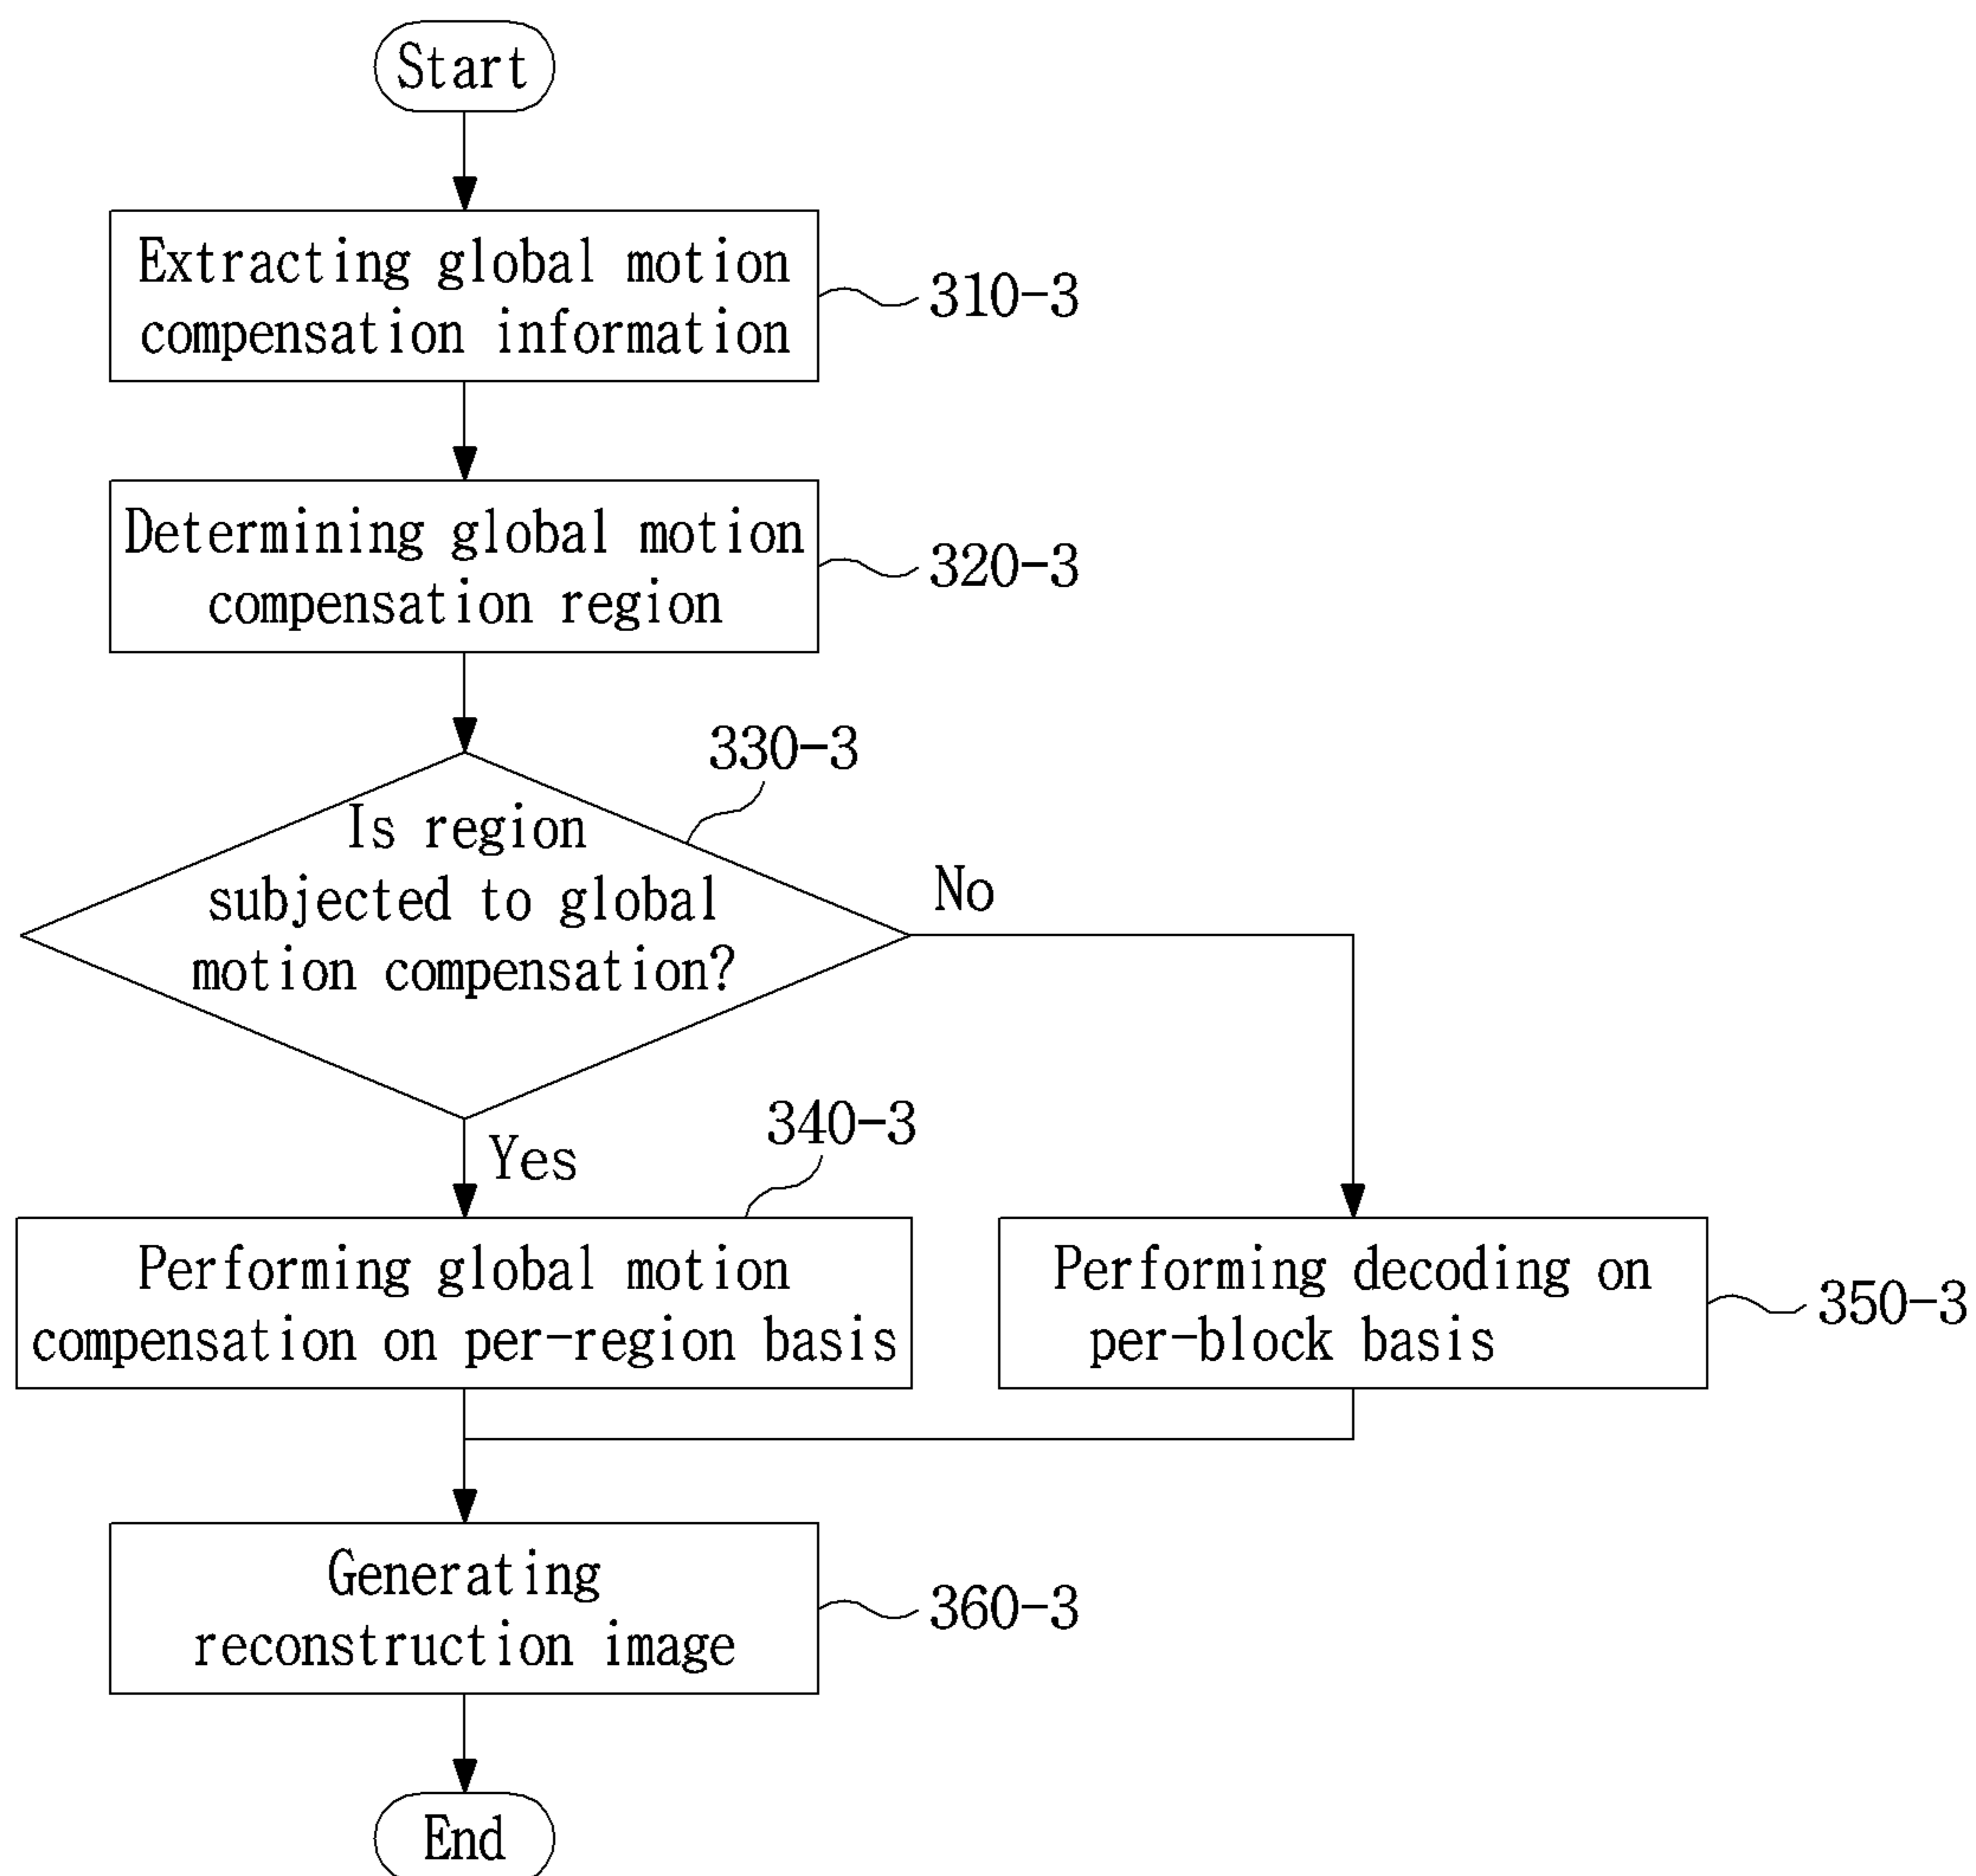 Start
Extracting global motion
compensation information
310-3
Determining global motion
compensation region
320-3
330-3
Is region
subjected to global
motion compensation?
No
Yes
340-3
Performing global motion
compensation on per-region basis
Performing decoding on
per-block basis
350-3
Generating
reconstruction image
360-3
End